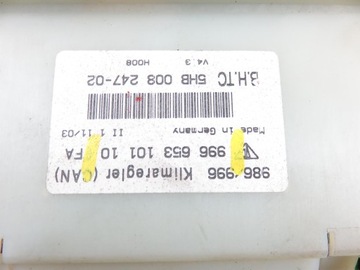 986/996 Klimaregler (CAN)
996 653 101 10 FA
Made in Germany II 1 11/03
B.H.TC 5HB 008 247-02
V4.3 H008